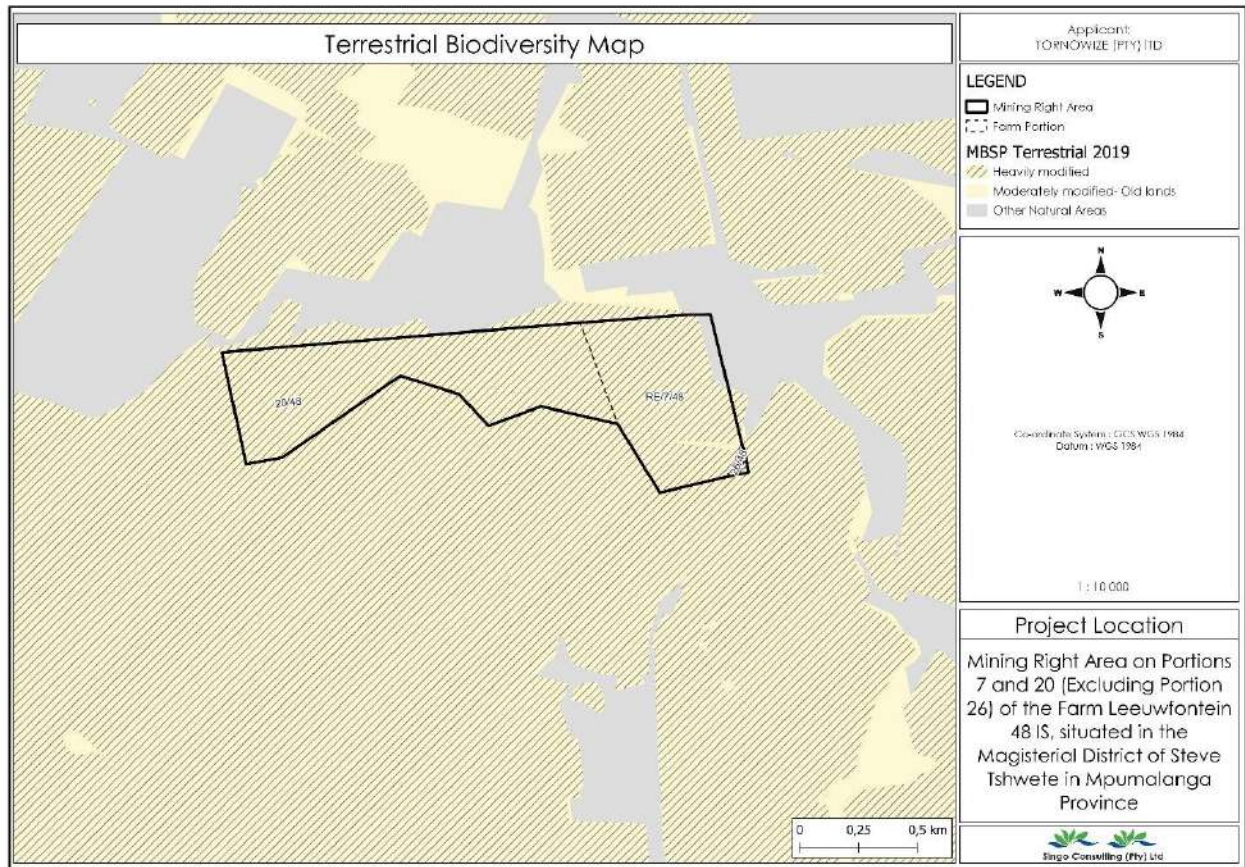 Terrestrial Biodiversity Map
20/48
RE/7/48
Applicant:
TORNOWIZE (PTY) LTD
LEGEND
Mining Right Area
Farm Portion
MBSP Terrestrial 2019
Heavily modified
Moderately modified- Old lands
Other Natural Areas
N
W E
S
Co-ordinate System : GCS WGS 1984
Datum : WGS 1984
1 : 10 000
Project Location
Mining Right Area on Portions
7 and 20 (Excluding Portion
26) of the Farm Leeuwfontein
48 IS, situated in the
Magisterial District of Steve
Tshwete in Mpumalanga
Province
0 0,25 0,5 km
Singo Consulting (Pty) Ltd